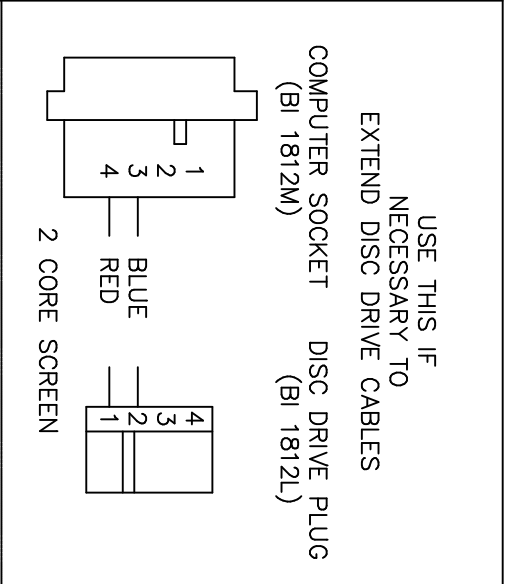 USE THIS IF
NECESSARY TO
EXTEND DISC DRIVE CABLES
COMPUTER SOCKET
(BI 1812M)
DISC DRIVE PLUG
(BI 1812L)
1
2
3
4
BLUE
RED
4
3
2
1
2 CORE SCREEN